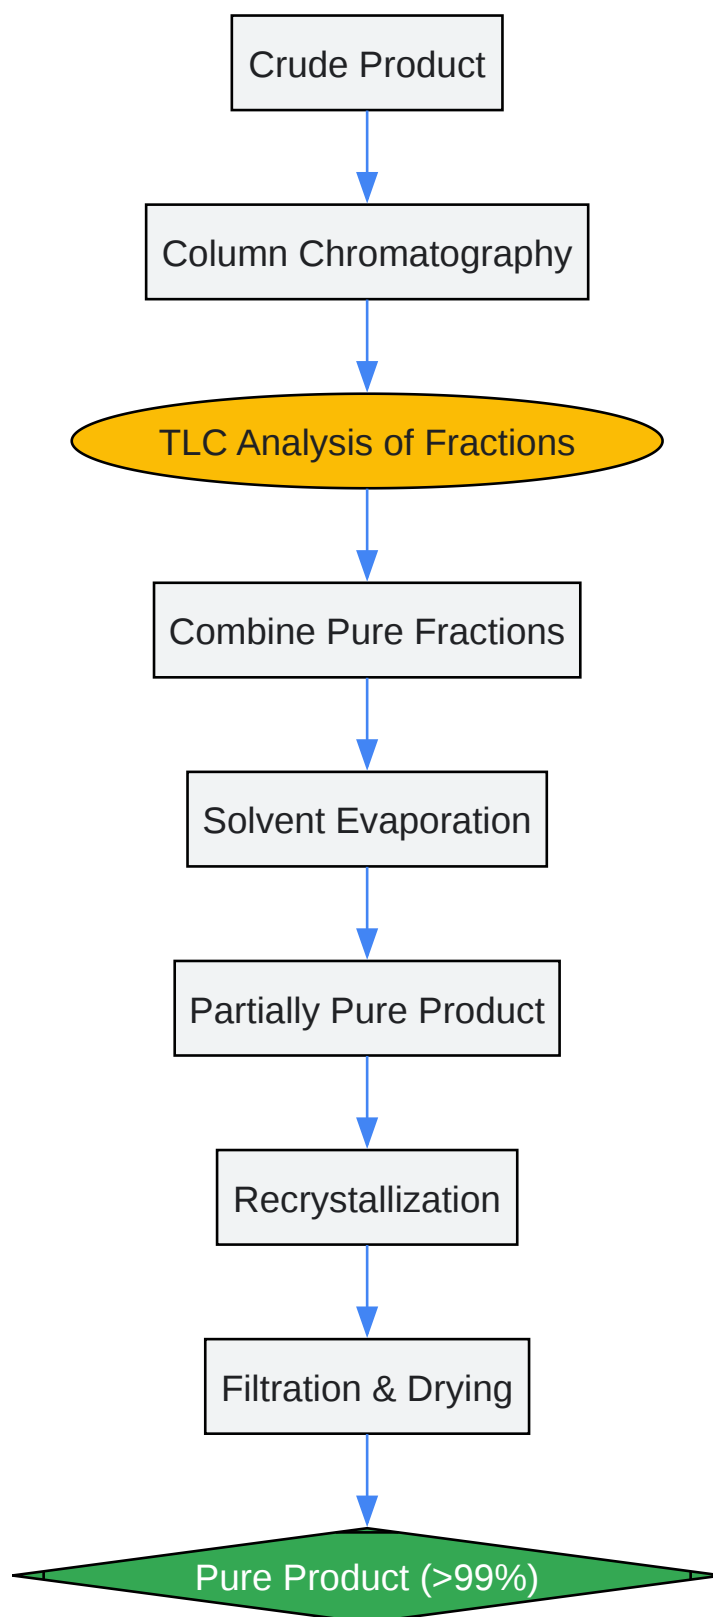 Crude Product
Column Chromatography
TLC Analysis of Fractions
Combine Pure Fractions
Solvent Evaporation
Partially Pure Product
Recrystallization
Filtration & Drying
Pure Product (>99%)